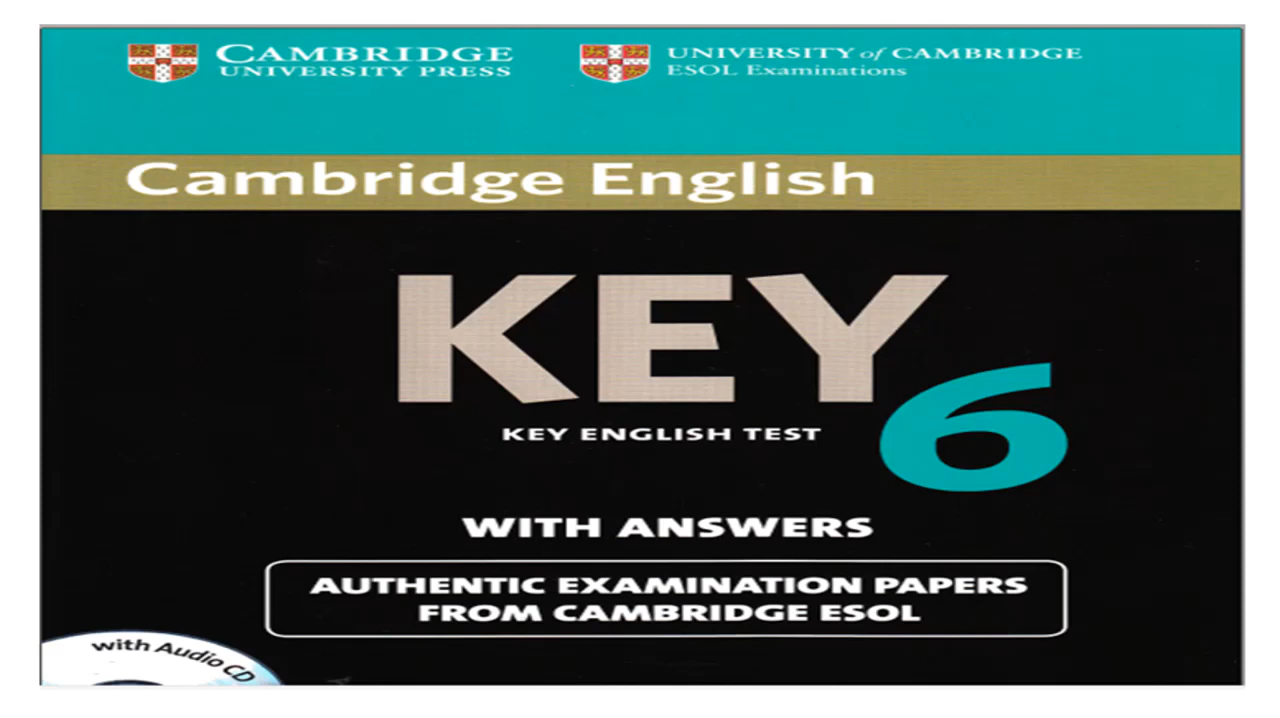 CAMBRIDGE
UNIVERSITY PRESS
UNIVERSITY of CAMBRIDGE
ESOL Examinations
Cambridge English
KEY
6
KEY ENGLISH TEST
WITH ANSWERS
AUTHENTIC EXAMINATION PAPERS
FROM CAMBRIDGE ESOL
with Audio CD